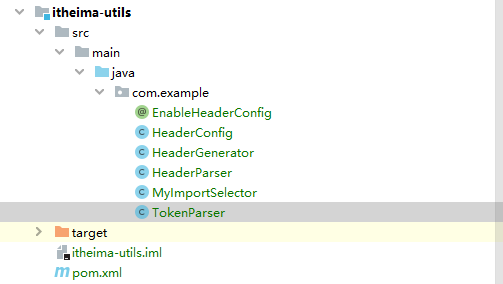 itheima-utils
src
main
java
com.example
EnableHeaderConfig
HeaderConfig
HeaderGenerator
HeaderParser
MyImportSelector
TokenParser
target
itheima-utils.iml
pom.xml